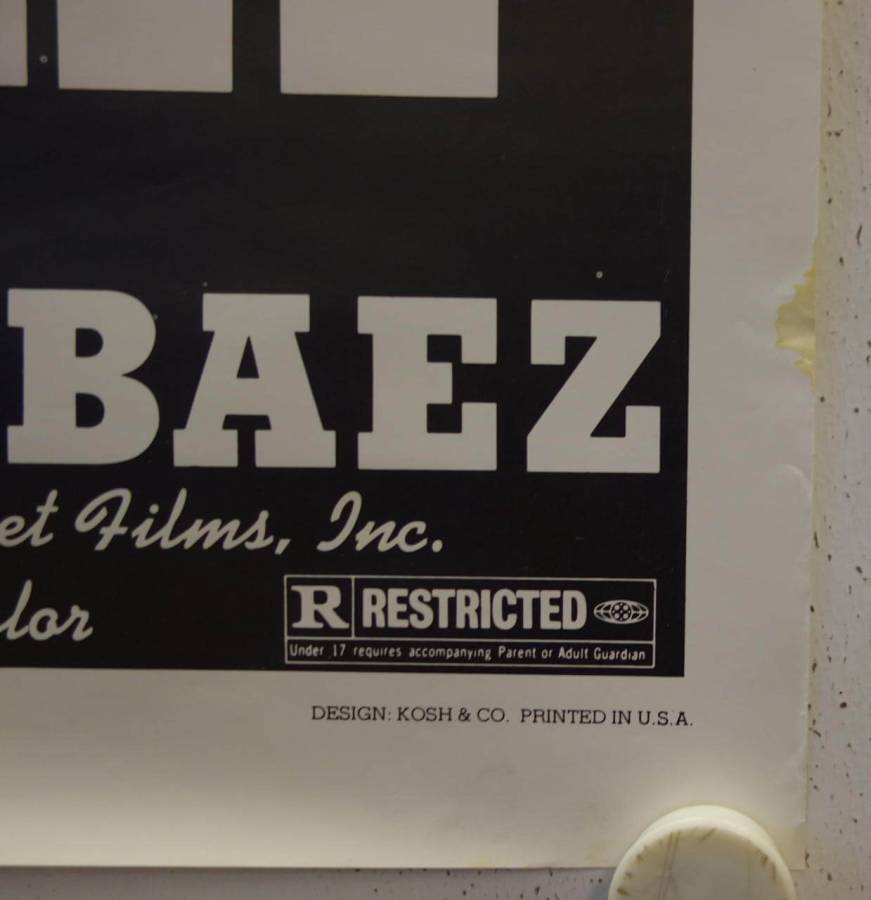 BAEZ
et Films, Inc.
lor
R RESTRICTED
Under 17 requires accompanying Parent or Adult Guardian
DESIGN: KOSH & CO. PRINTED IN U.S.A.